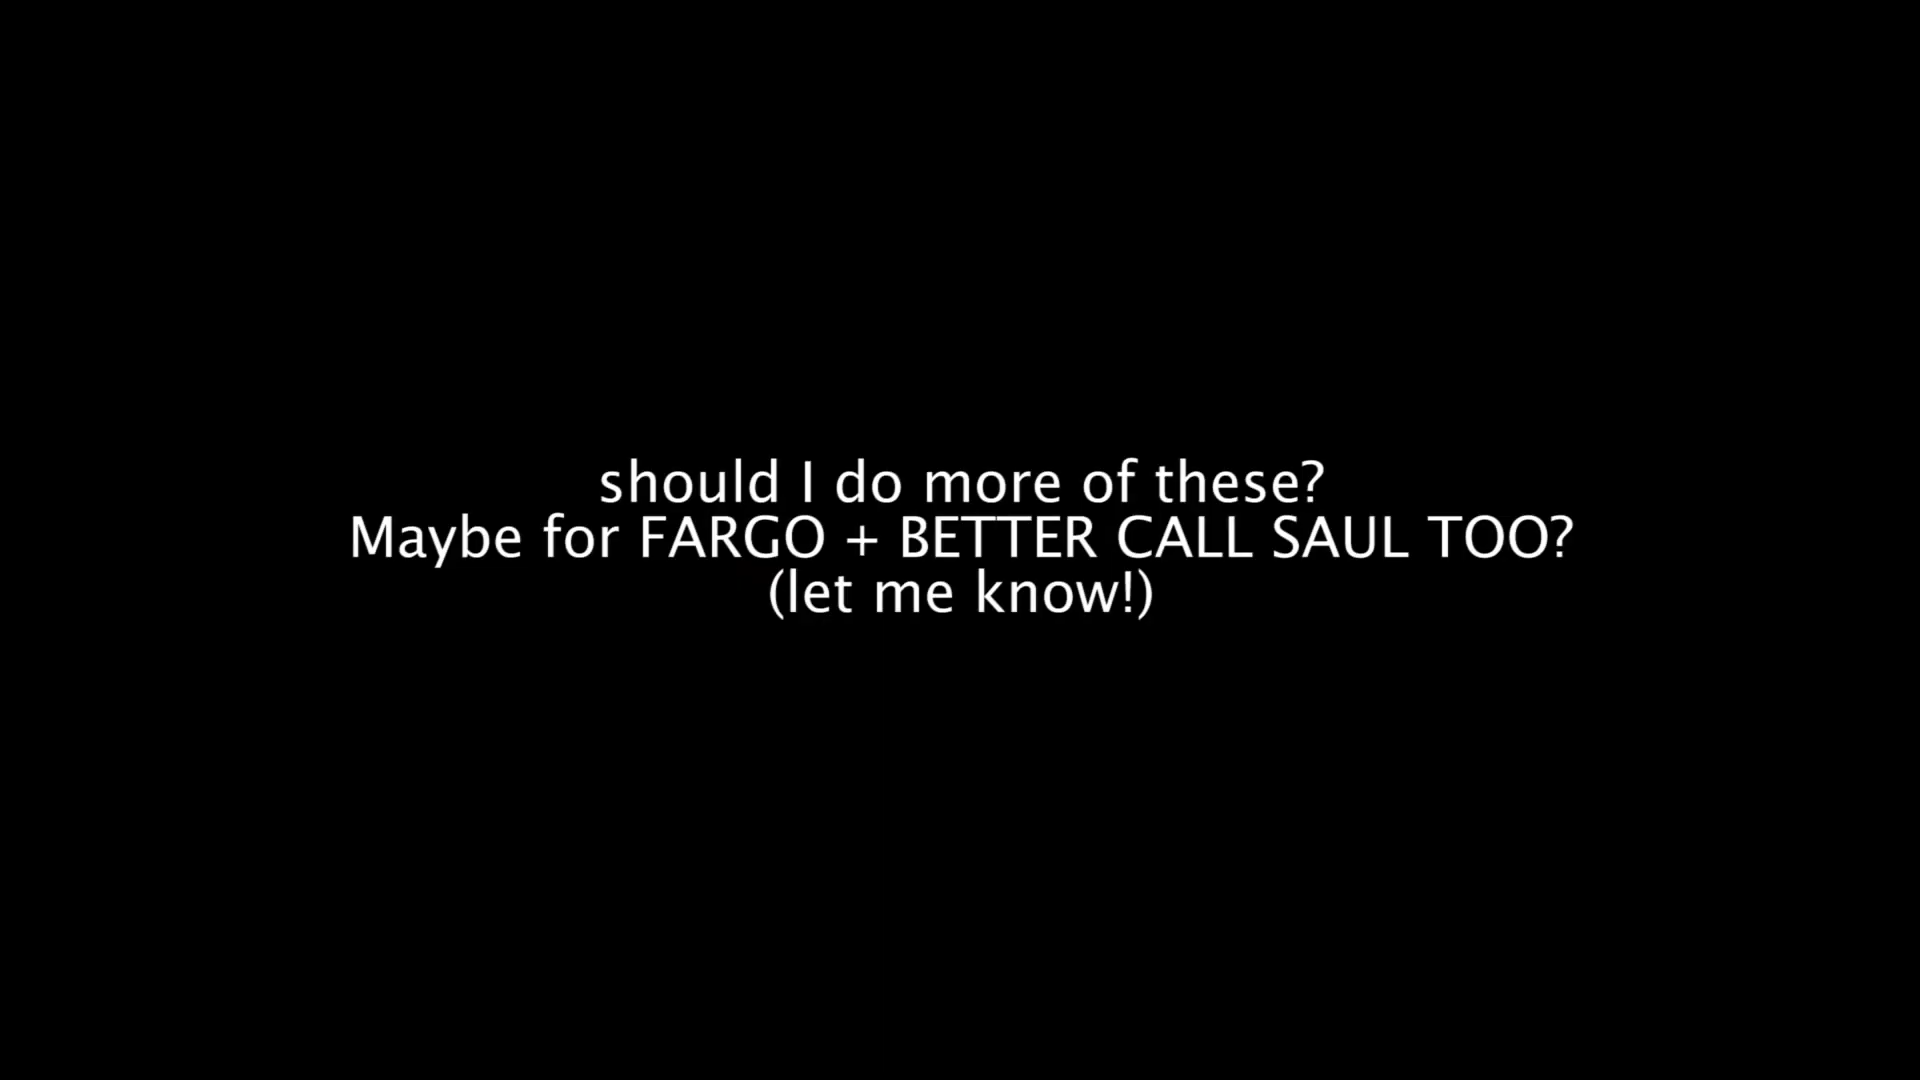 should I do more of these?
Maybe for FARGO + BETTER CALL SAUL TOO?
(let me know!)